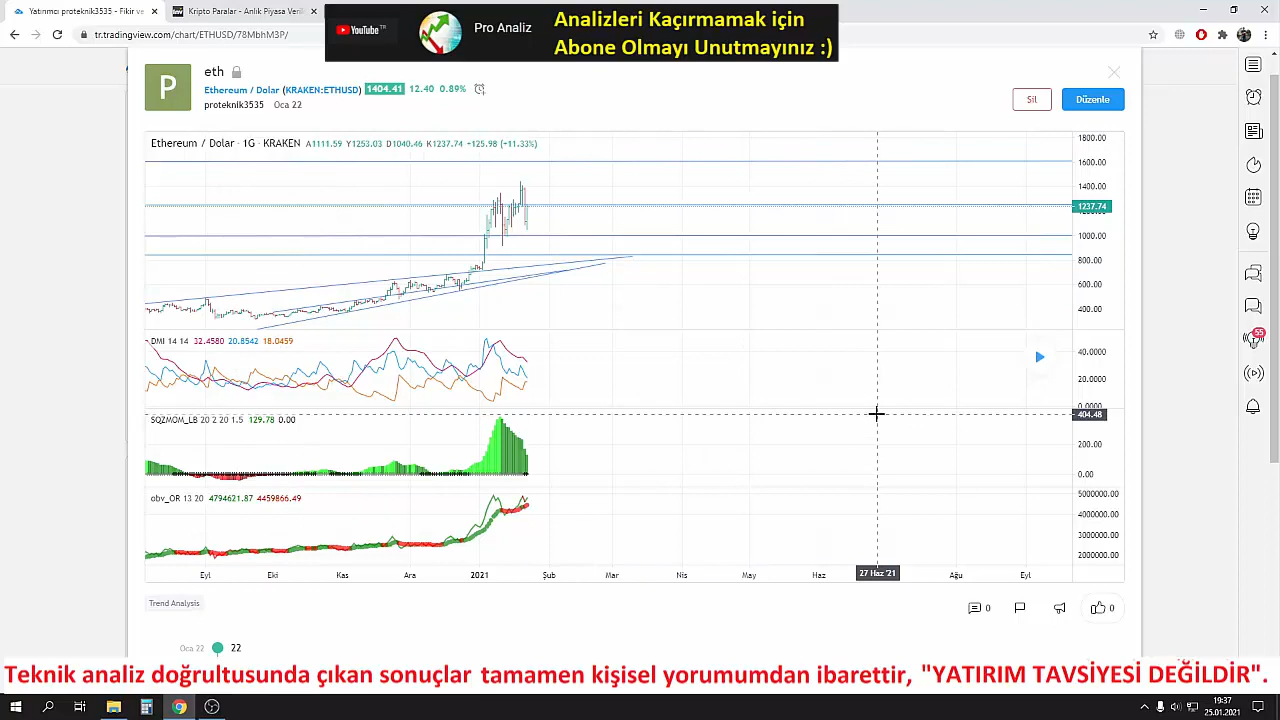 Yatırımcı proteknik3535 - Fikir v
Kripto Paralar - Anlık Piyasa Veril
tr.tradingview.com/chart/ETHUSD/78MbhM3P/
YouTube™
Pro Analiz
Analizleri Kaçırmamak için
Abone Olmayı Unutmayınız :)
P
eth
Ethereum / Dolar (KRAKEN:ETHUSD) 1404.41 12.40 0.89%
proteknik3535 Oca 22
Sil
Düzenle
Ethereum / Dolar · 1G · KRAKEN A1111.59 Y1253.03 D1040.46 K1237.74 +125.98 (+11.33%)
1800.00
1600.00
1400.00
1237.74
1000.00
800.00
600.00
400.00
DMI 14 14 32.4580 20.8542 18.0459
40.0000
20.0000
0.0000
404.48
SQZMOM_LB 20 2 20 1.5 129.78 0.00
200.00
0.00
obv_OR 13 20 4794621.87 4459866.49
5000000.00
4000000.00
3000000.00
2000000.00
Eyl Eki Kas Ara 2021 Şub Mar Nis May Haz 27 Haz '21 Ağu Eyl
55
Trend Analysis
0 0
Oca 22 22
Teknik analiz doğrultusunda çıkan sonuçlar tamamen kişisel yorumumdan ibarettir, "YATIRIM TAVSİYESİ DEĞİLDİR".
19:37
25.01.2021